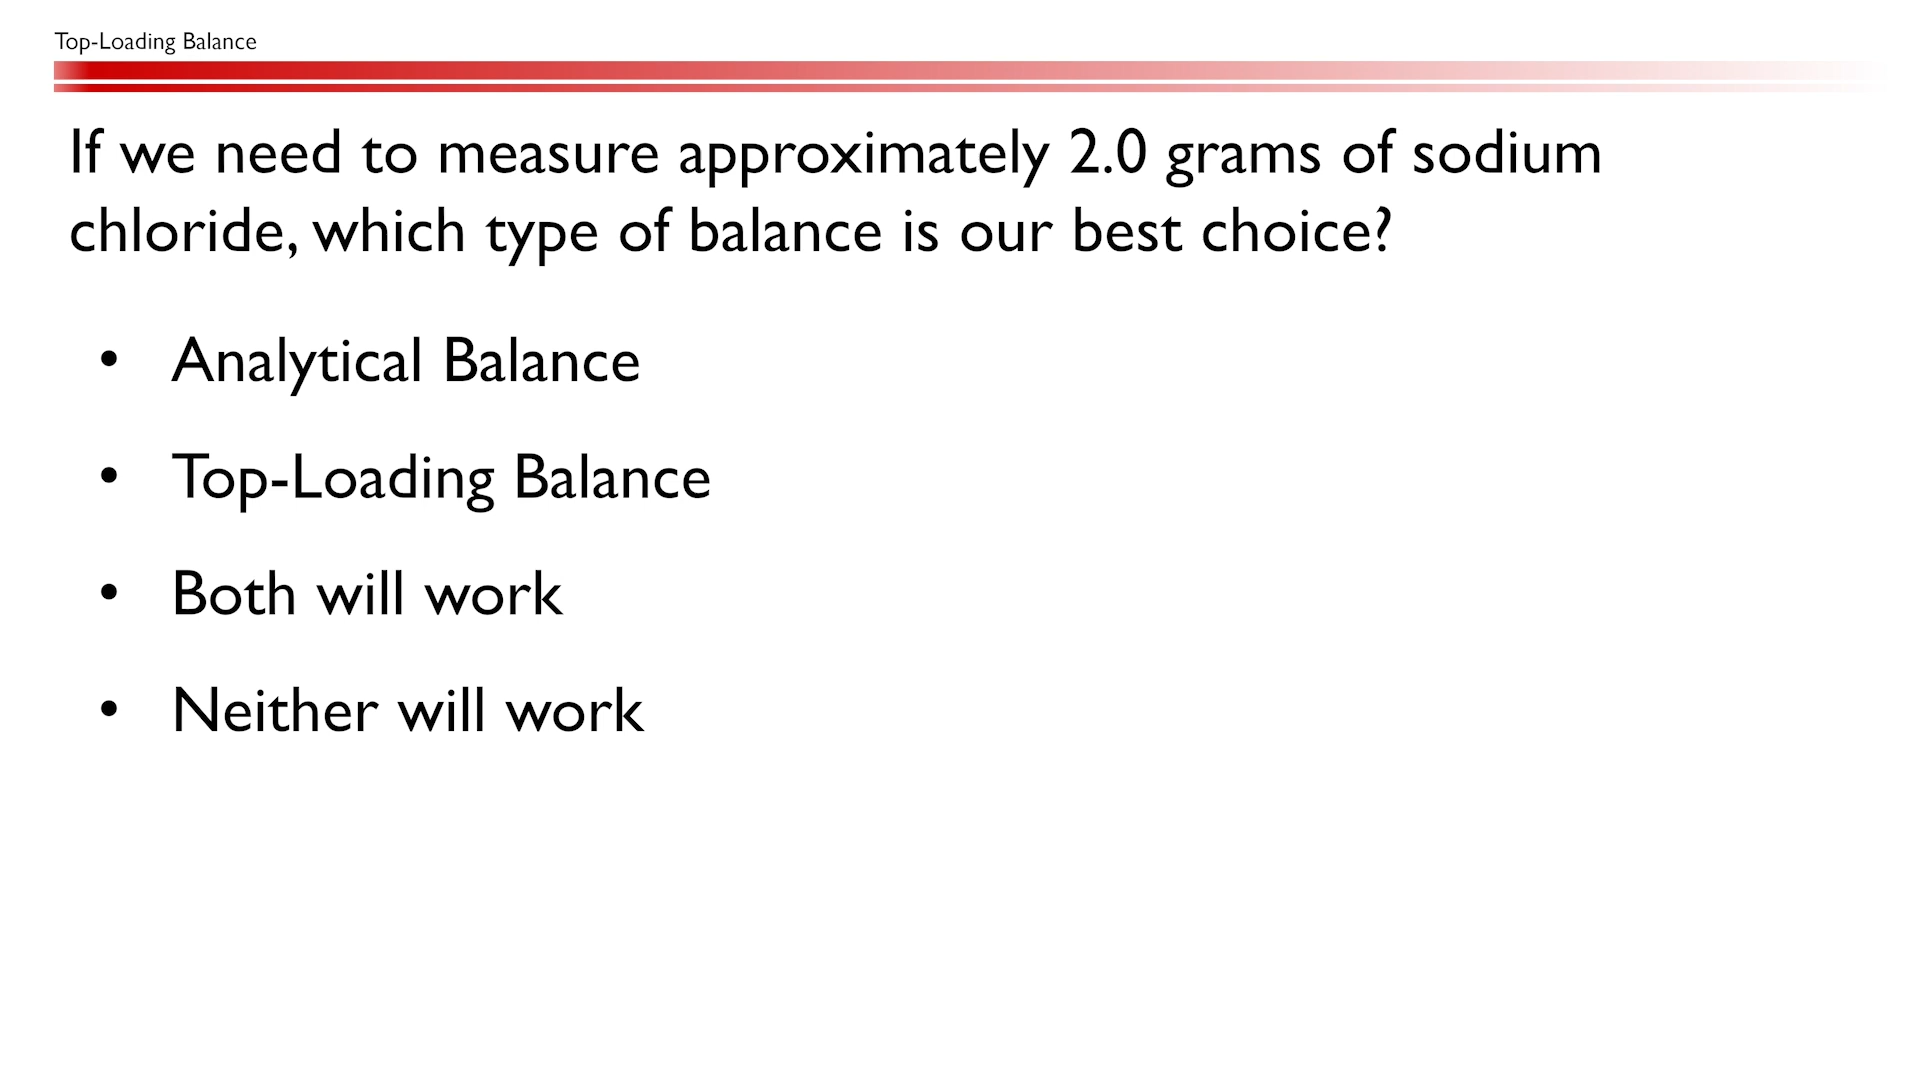 Top-Loading Balance
If we need to measure approximately 2.0 grams of sodium
chloride, which type of balance is our best choice?
• Analytical Balance
• Top-Loading Balance
• Both will work
• Neither will work